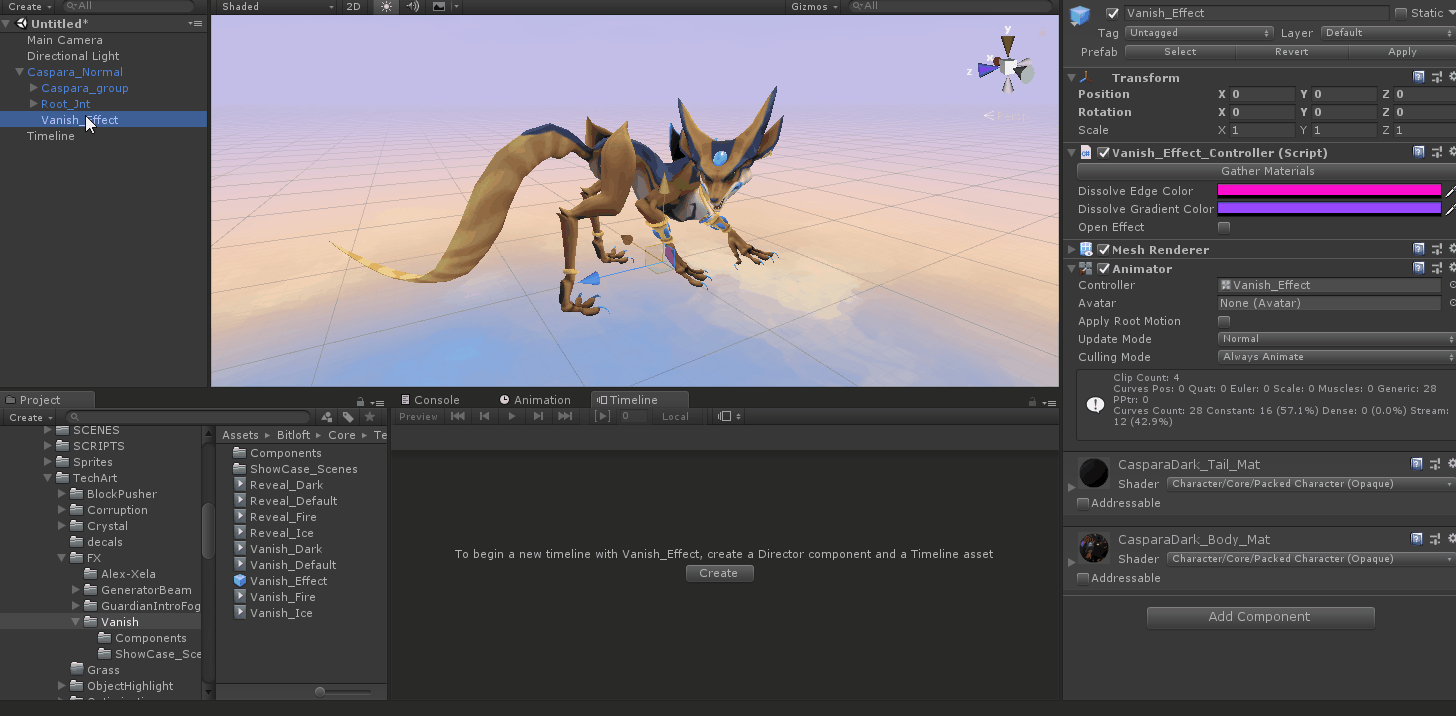 Create
All
Untitled*
Main Camera
Directional Light
Caspara_Normal
Caspara_group
Root_Jnt
Vanish_Effect
Timeline
Shaded
2D
Gizmos
All
y
x
z
Persp
Vanish_Effect
Static
Tag
Untagged
Layer
Default
Prefab
Select
Revert
Apply
Transform
Position X 0 Y 0 Z 0
Rotation X 0 Y 0 Z 0
Scale X 1 Y 1 Z 1
Vanish_Effect_Controller (Script)
Gather Materials
Dissolve Edge Color
Dissolve Gradient Color
Open Effect
Mesh Renderer
Animator
Controller
Vanish_Effect
Avatar
None (Avatar)
Apply Root Motion
Update Mode
Normal
Culling Mode
Always Animate
Clip Count: 4
Curves Pos: 0 Quat: 0 Euler: 0 Scale: 0 Muscles: 0 Generic: 28
PPtr: 0
Curves Count: 28 Constant: 16 (57.1%) Dense: 0 (0.0%) Stream:
12 (42.9%)
CasparaDark_Tail_Mat
Shader
Character/Core/Packed Character (Opaque)
Addressable
CasparaDark_Body_Mat
Shader
Character/Core/Packed Character (Opaque)
Addressable
Add Component
Project
Create
SCENES
SCRIPTS
Sprites
TechArt
BlockPusher
Corruption
Crystal
decals
FX
Alex-Xela
GeneratorBeam
GuardianIntroFog
Vanish
Components
ShowCase_Sce
Grass
ObjectHighlight
Assets
Bitloft
Core
Te
Components
ShowCase_Scenes
Reveal_Dark
Reveal_Default
Reveal_Fire
Reveal_Ice
Vanish_Dark
Vanish_Default
Vanish_Effect
Vanish_Fire
Vanish_Ice
Console
Animation
Timeline
Preview
0
Local
To begin a new timeline with Vanish_Effect, create a Director component and a Timeline asset
Create